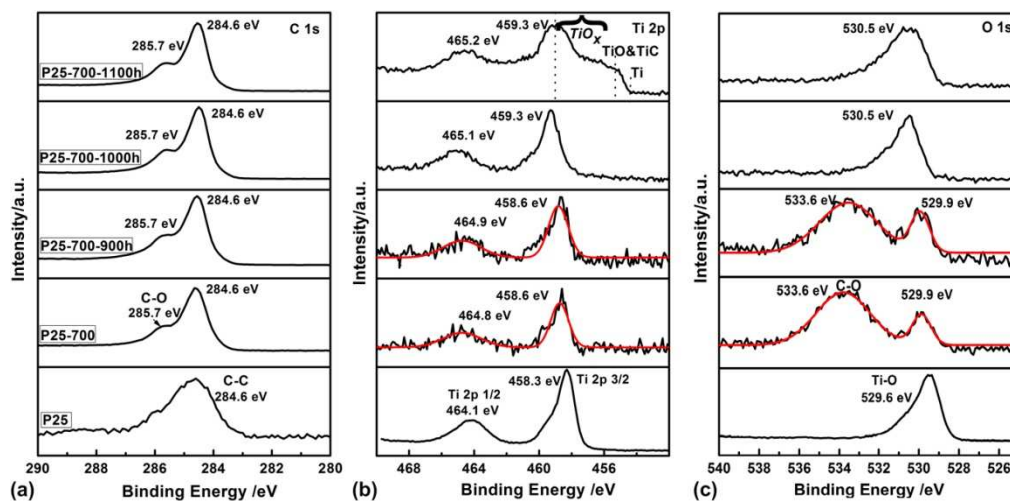 C 1s
284.6 eV
285.7 eV
P25-700-1100h
284.6 eV
285.7 eV
P25-700-1000h
284.6 eV
285.7 eV
P25-700-900h
284.6 eV
C-O
285.7 eV
P25-700
C-C
284.6 eV
P25
290 288 286 284 282 280
Binding Energy /eV
Intensity/a.u.
(a)
Ti 2p
459.3 eV
TiOx
465.2 eV
TiO&TiC
Ti
459.3 eV
465.1 eV
458.6 eV
464.9 eV
458.6 eV
464.8 eV
458.3 eV
Ti 2p 3/2
Ti 2p 1/2
464.1 eV
468 464 460 456
Binding Energy /eV
Intensity/a.u.
(b)
O 1s
530.5 eV
530.5 eV
533.6 eV
529.9 eV
533.6 eV
C-O
529.9 eV
Ti-O
529.6 eV
540 538 536 534 532 530 528 526
Binding Energy /eV
Intensity/a.u.
(c)